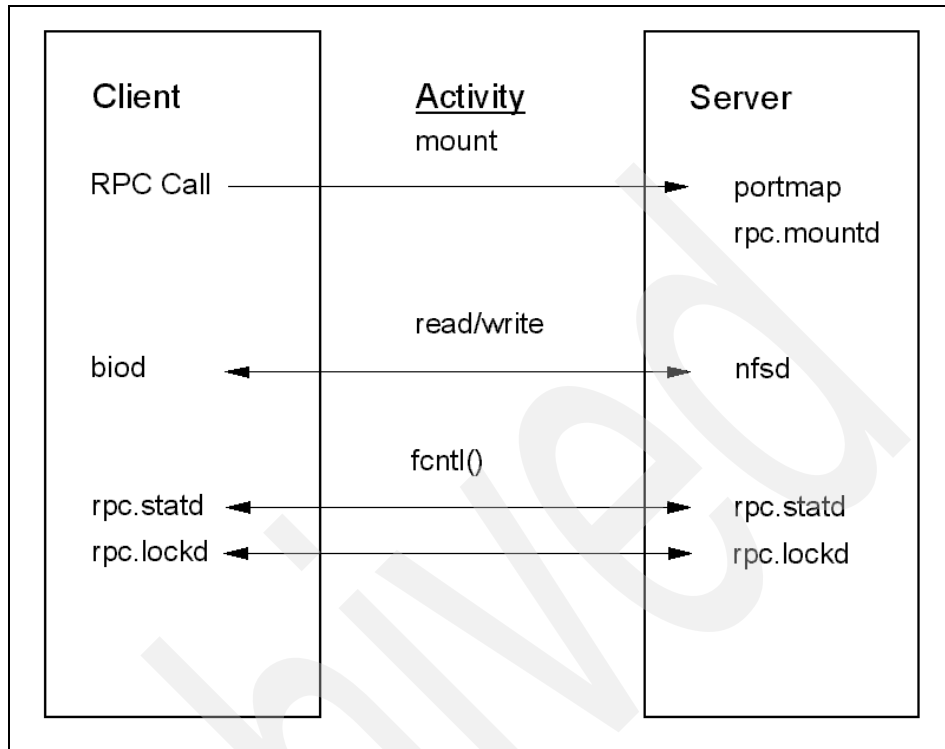 Client Activity Server
mount
RPC Call portmap
rpc.mountd
read/write
biod nfsd
fcntl()
rpc.statd rpc.statd
rpc.lockd rpc.lockd
hived